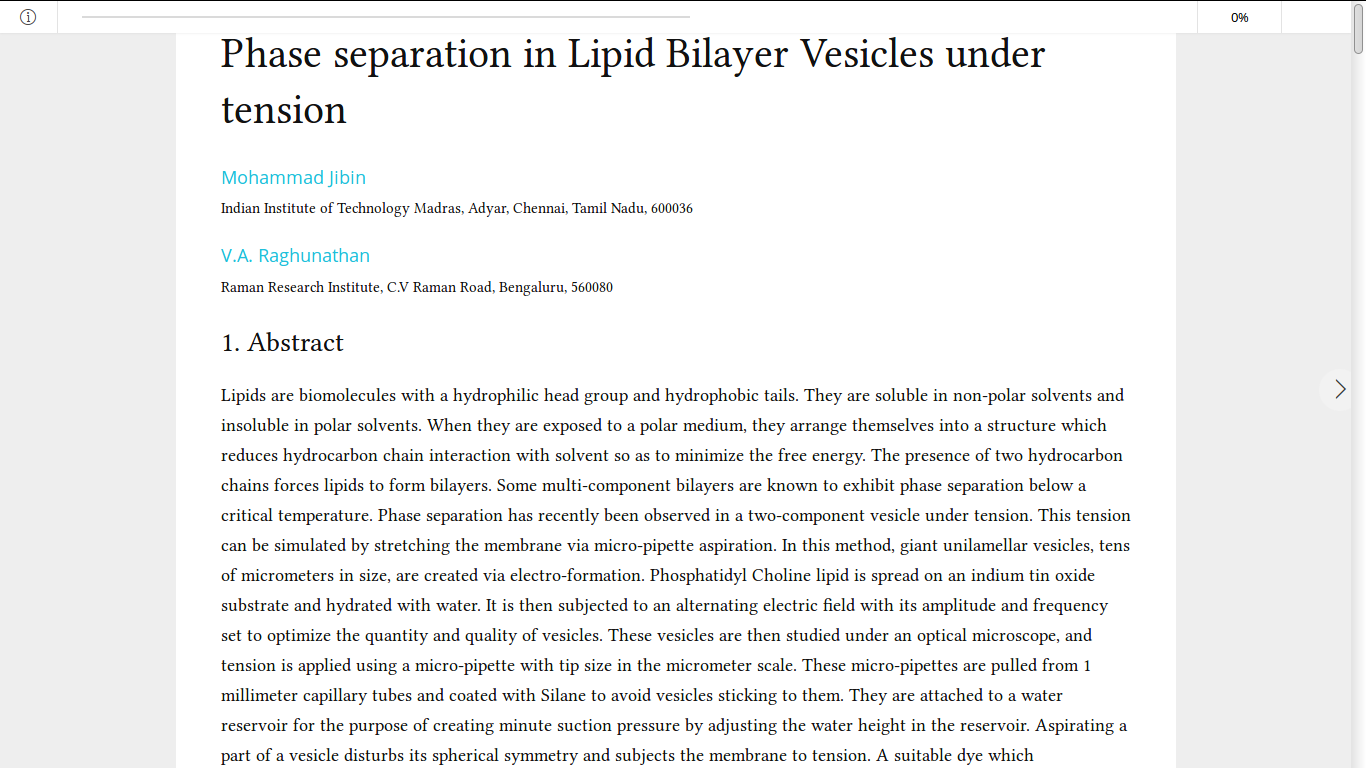 0%
Phase separation in Lipid Bilayer Vesicles under
tension
Mohammad Jibin
Indian Institute of Technology Madras, Adyar, Chennai, Tamil Nadu, 600036
V.A. Raghunathan
Raman Research Institute, C.V Raman Road, Bengaluru, 560080
1. Abstract
Lipids are biomolecules with a hydrophilic head group and hydrophobic tails. They are soluble in non-polar solvents and
insoluble in polar solvents. When they are exposed to a polar medium, they arrange themselves into a structure which
reduces hydrocarbon chain interaction with solvent so as to minimize the free energy. The presence of two hydrocarbon
chains forces lipids to form bilayers. Some multi-component bilayers are known to exhibit phase separation below a
critical temperature. Phase separation has recently been observed in a two-component vesicle under tension. This tension
can be simulated by stretching the membrane via micro-pipette aspiration. In this method, giant unilamellar vesicles, tens
of micrometers in size, are created via electro-formation. Phosphatidyl Choline lipid is spread on an indium tin oxide
substrate and hydrated with water. It is then subjected to an alternating electric field with its amplitude and frequency
set to optimize the quantity and quality of vesicles. These vesicles are then studied under an optical microscope, and
tension is applied using a micro-pipette with tip size in the micrometer scale. These micro-pipettes are pulled from 1
millimeter capillary tubes and coated with Silane to avoid vesicles sticking to them. They are attached to a water
reservoir for the purpose of creating minute suction pressure by adjusting the water height in the reservoir. Aspirating a
part of a vesicle disturbs its spherical symmetry and subjects the membrane to tension. A suitable dye which